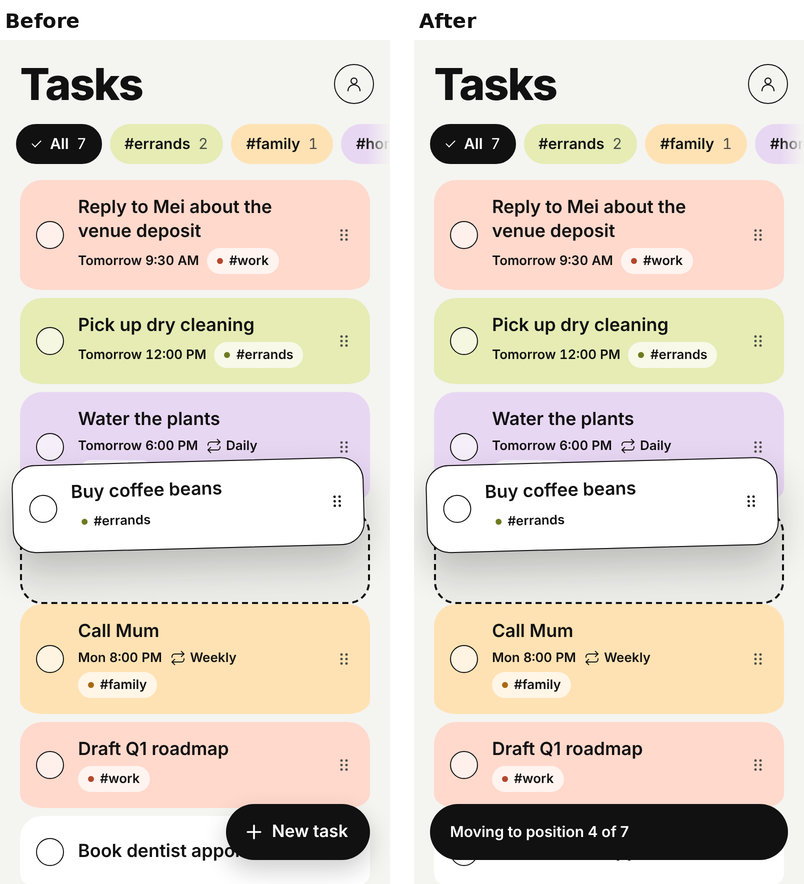 Before
Tasks
All 7
#errands 2
#family 1
Reply to Mei about the
venue deposit
Tomorrow 9:30 AM #work
Pick up dry cleaning
Tomorrow 12:00 PM #errands
Water the plants
Tomorrow 6:00 PM Daily
Buy coffee beans
#errands
Call Mum
Mon 8:00 PM Weekly
#family
Draft Q1 roadmap
#work
Book dentist
New task
After
Tasks
All 7
#errands 2
#family 1
Reply to Mei about the
venue deposit
Tomorrow 9:30 AM #work
Pick up dry cleaning
Tomorrow 12:00 PM #errands
Water the plants
Tomorrow 6:00 PM Daily
Buy coffee beans
#errands
Call Mum
Mon 8:00 PM Weekly
#family
Draft Q1 roadmap
#work
Moving to position 4 of 7